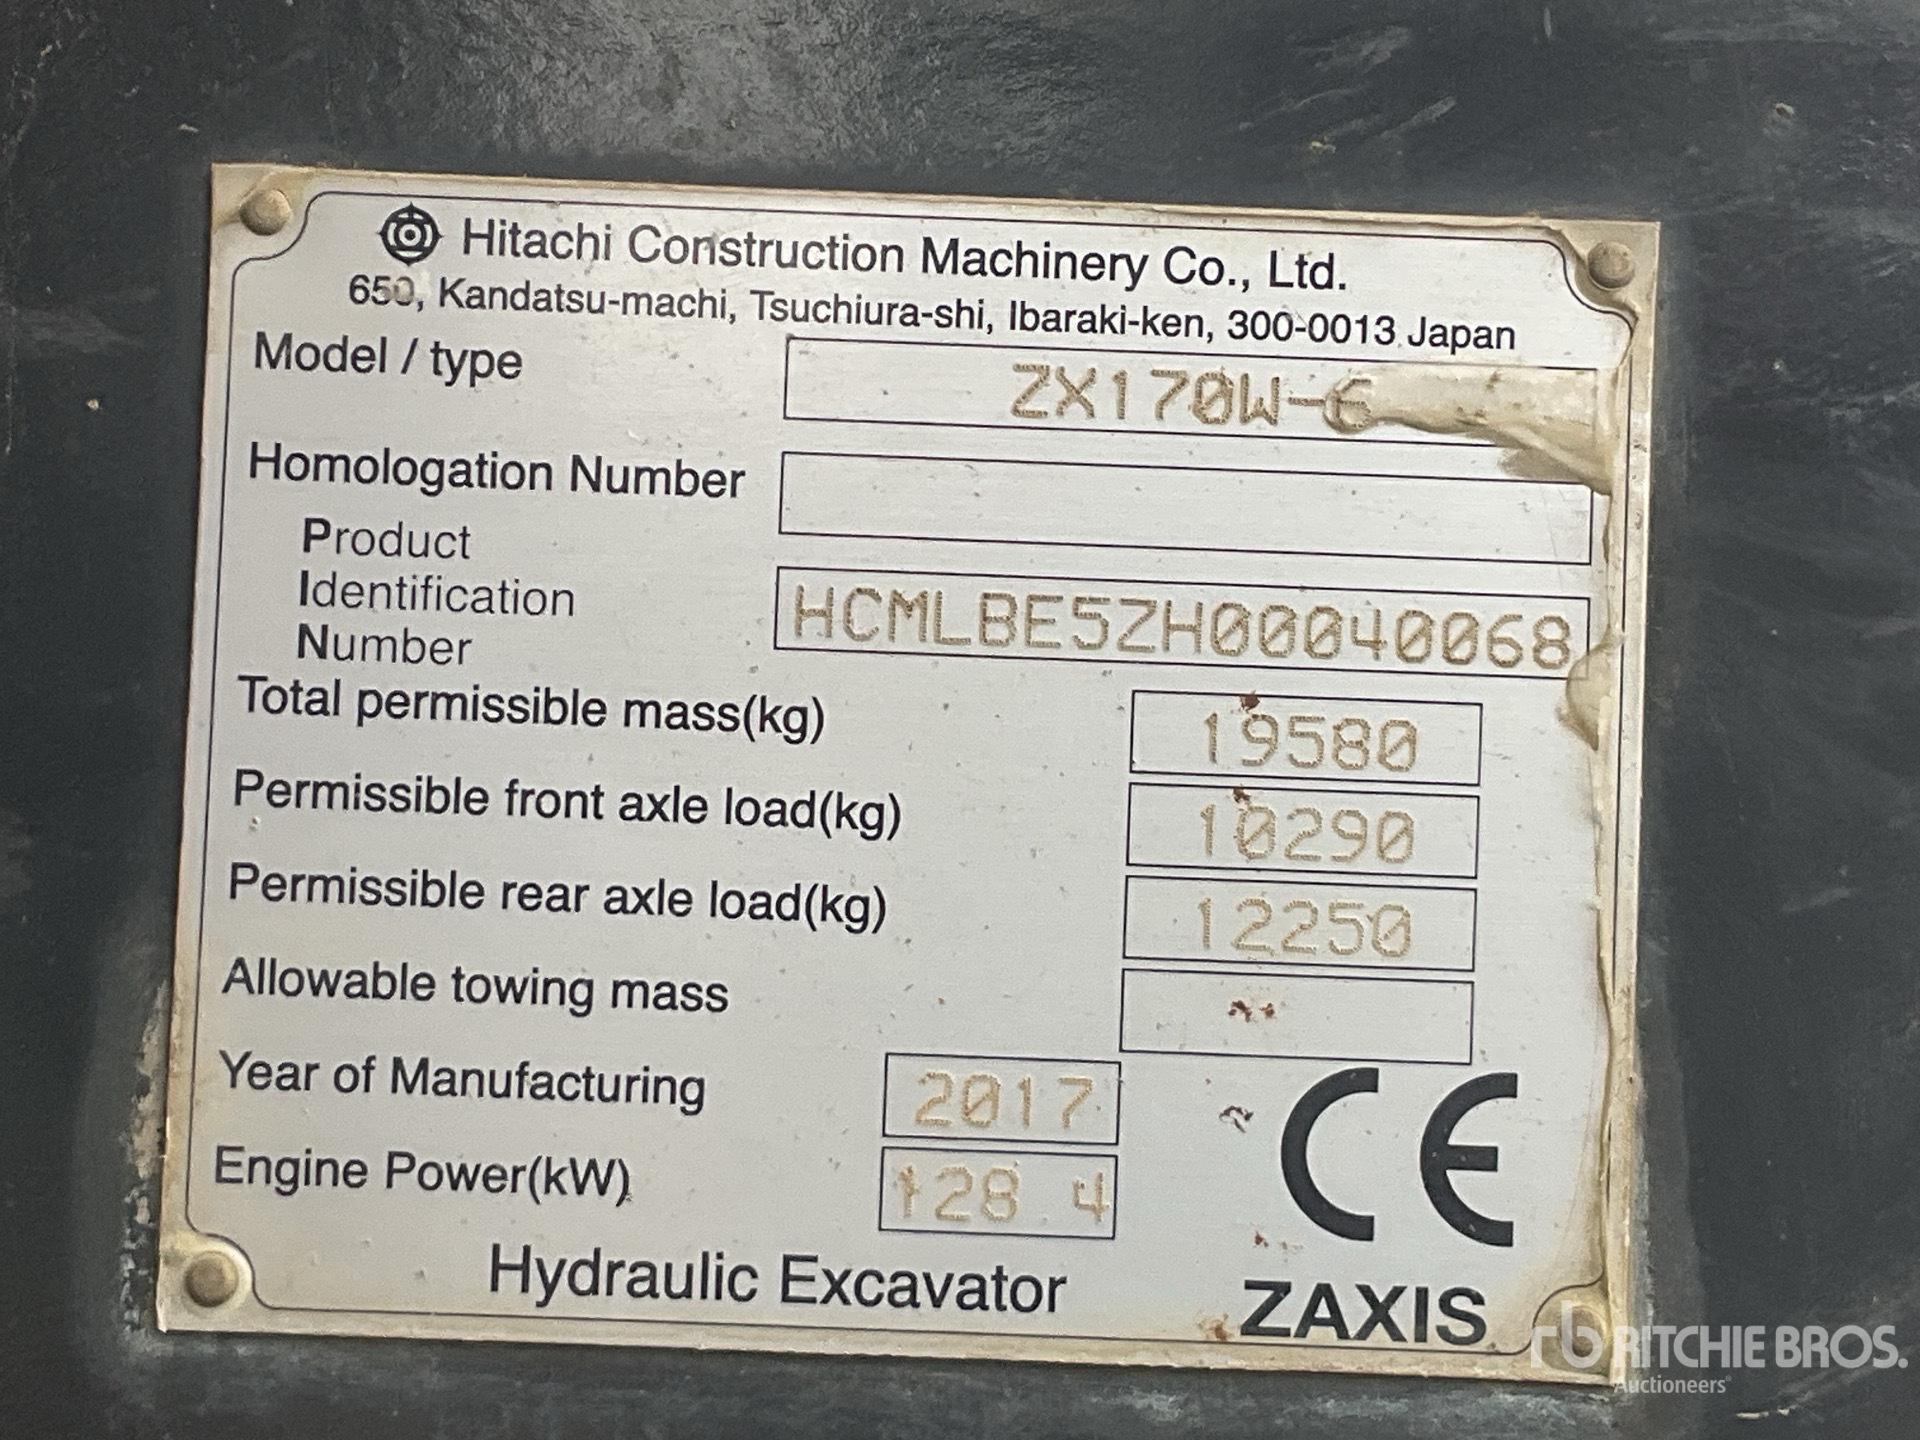 Hitachi Construction Machinery Co., Ltd.
650, Kandatsu-machi, Tsuchiura-shi, Ibaraki-ken, 300-0013 Japan
Model / type ZX170W-6
Homologation Number
Product
Identification
Number HCMLBE5ZH00040068
Total permissible mass(kg) 19580
Permissible front axle load(kg) 10290
Permissible rear axle load(kg) 12250
Allowable towing mass
Year of Manufacturing 2017
Engine Power(kW) 128.4
CE
Hydraulic Excavator ZAXIS
rb RITCHIE BROS.
Auctioneers